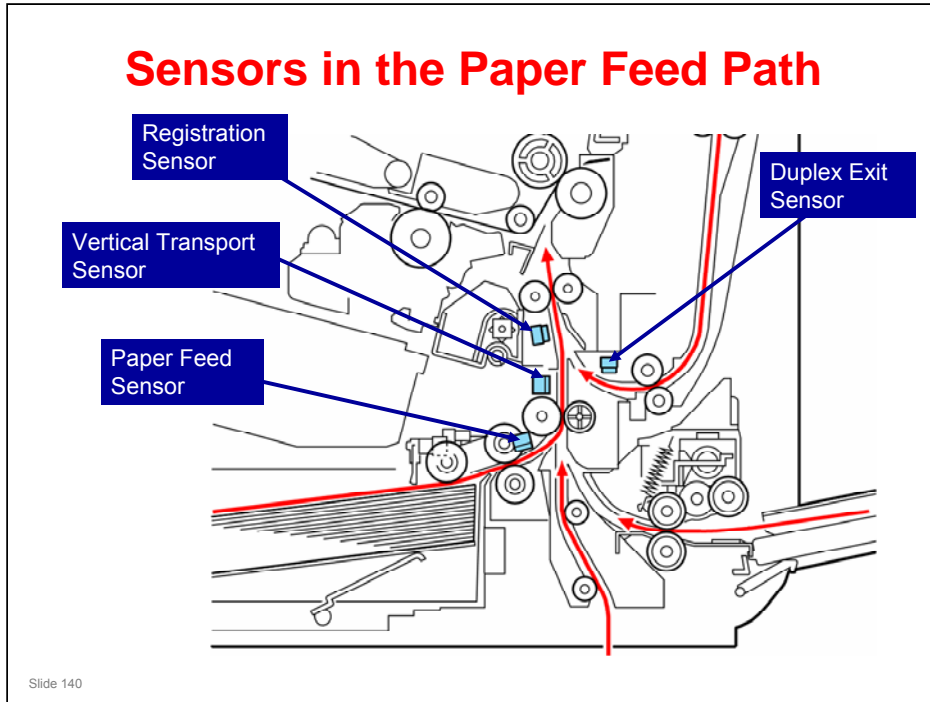 Sensors in the Paper Feed Path
Registration
Sensor
Duplex Exit
Sensor
Vertical Transport
Sensor
Paper Feed
Sensor
Slide 140